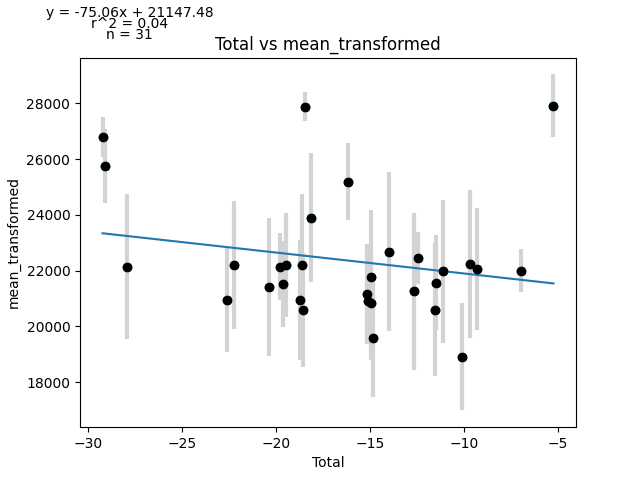 y = -75.06x + 21147.48
r^2 = 0.04
n = 31
Total vs mean_transformed
28000
26000
24000
22000
20000
18000
mean_transformed
−30
−25
−20
−15
−10
−5
Total